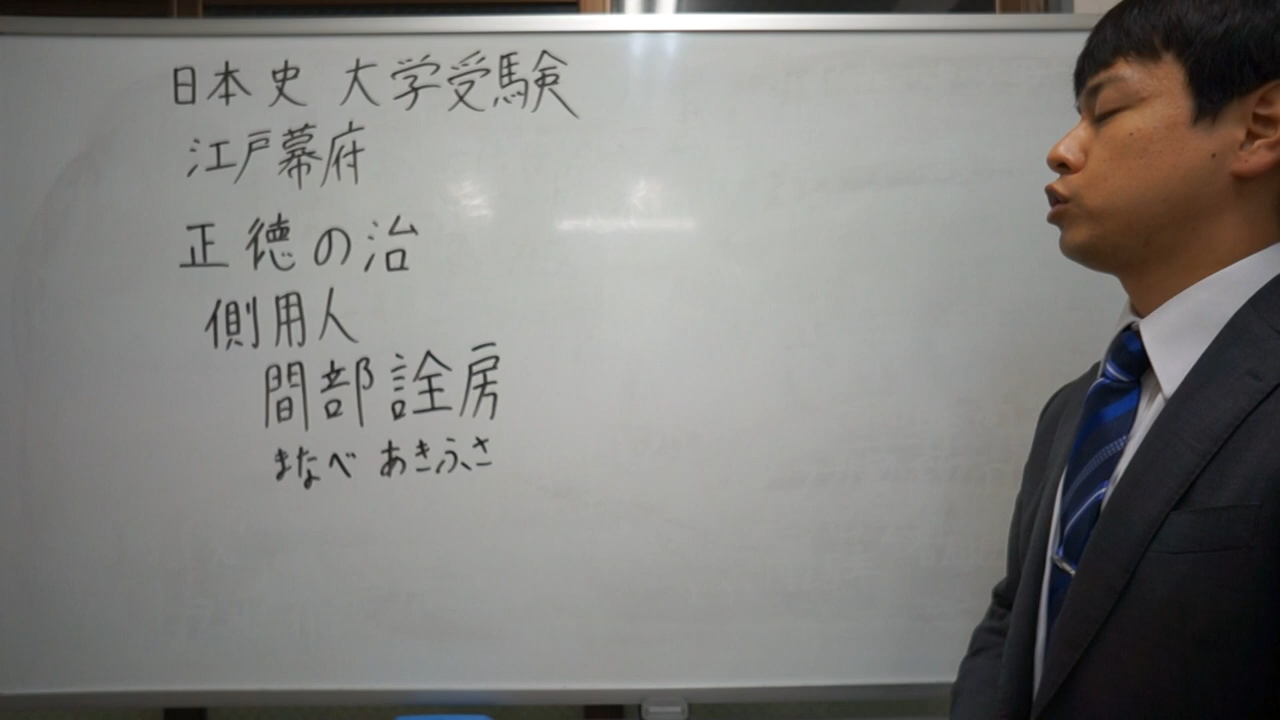 日本史 大学受験
江戸幕府
正徳の治
側用人
間部詮房
まなべ あきふさ